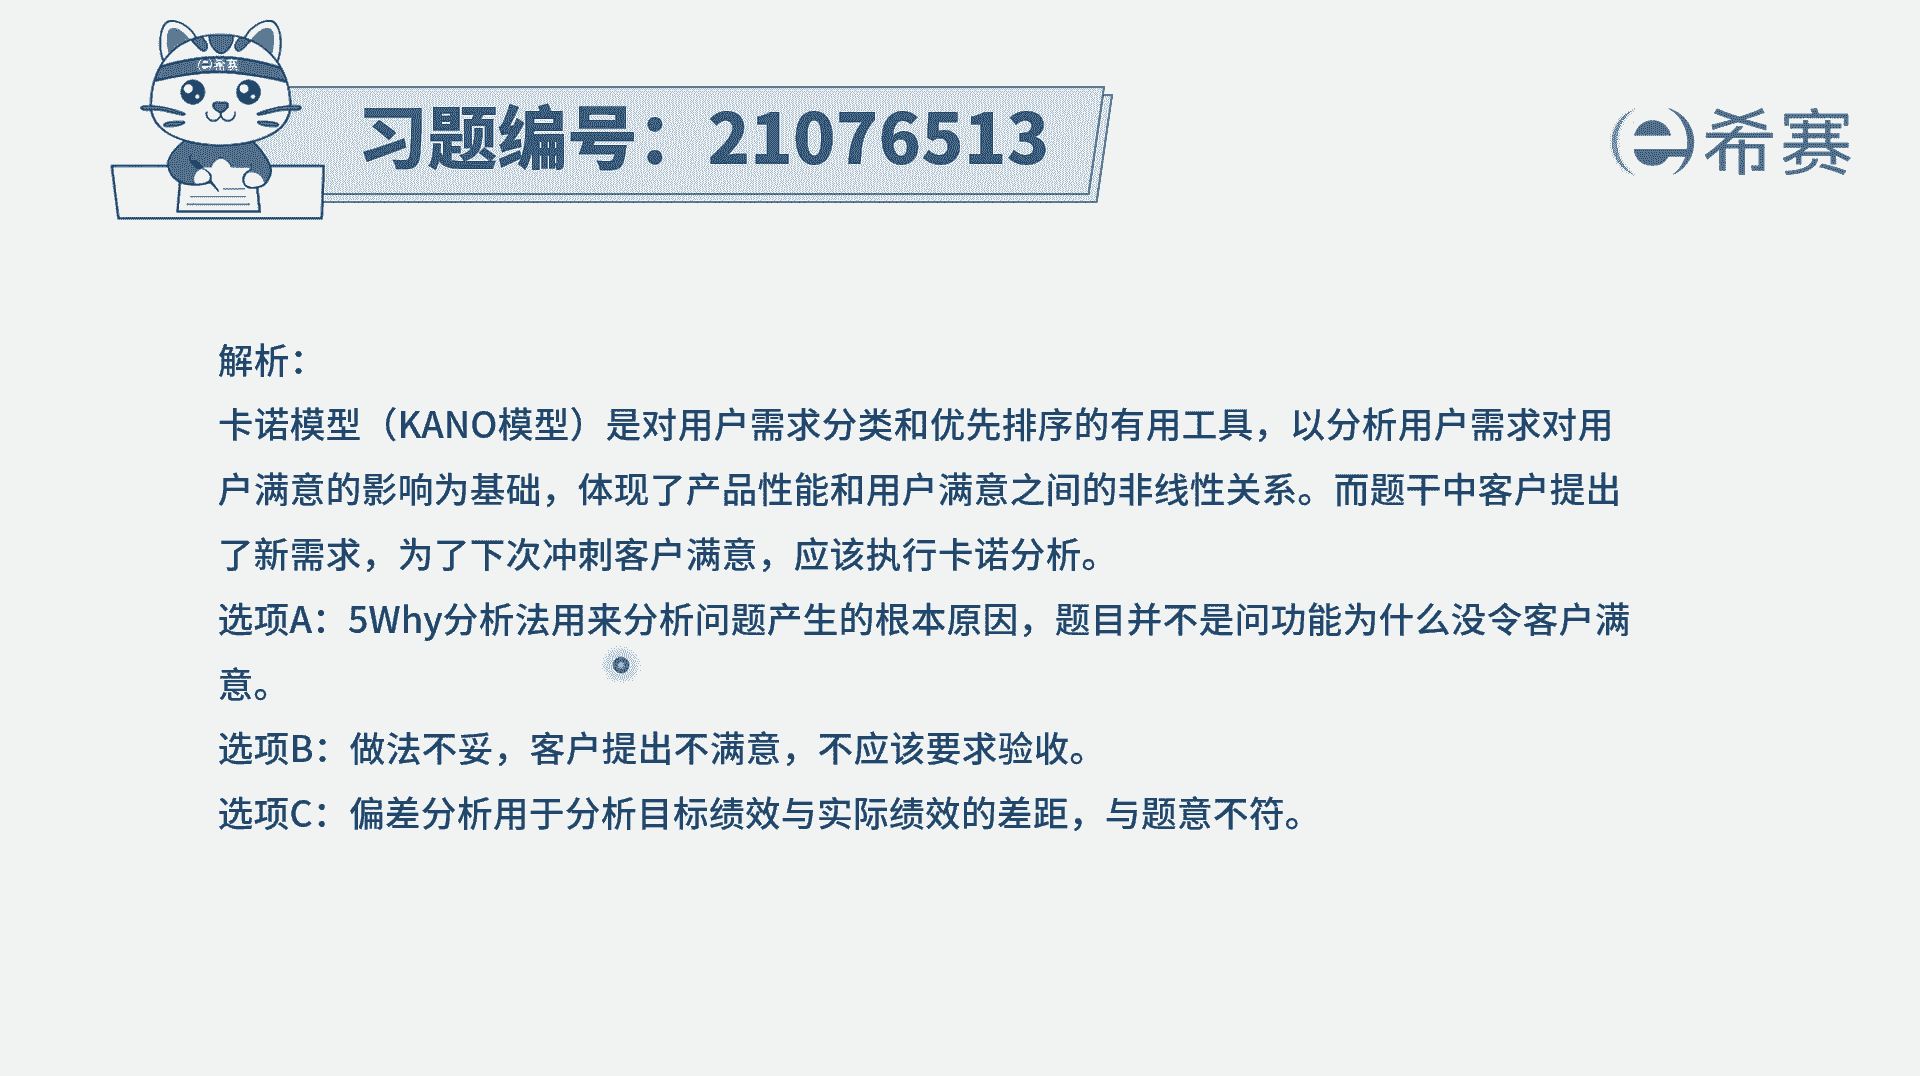 希赛
习题编号：21076513
希赛
解析：
卡诺模型（KANO模型）是对用户需求分类和优先排序的有用工具，以分析用户需求对用
户满意的影响为基础，体现了产品性能和用户满意之间的非线性关系。而题干中客户提出
了新需求，为了下次冲刺客户满意，应该执行卡诺分析。
选项A：5Why分析法用来分析问题产生的根本原因，题目并不是问功能为什么没令客户满
意。
选项B：做法不妥，客户提出不满意，不应该要求验收。
选项C：偏差分析用于分析目标绩效与实际绩效的差距，与题意不符。